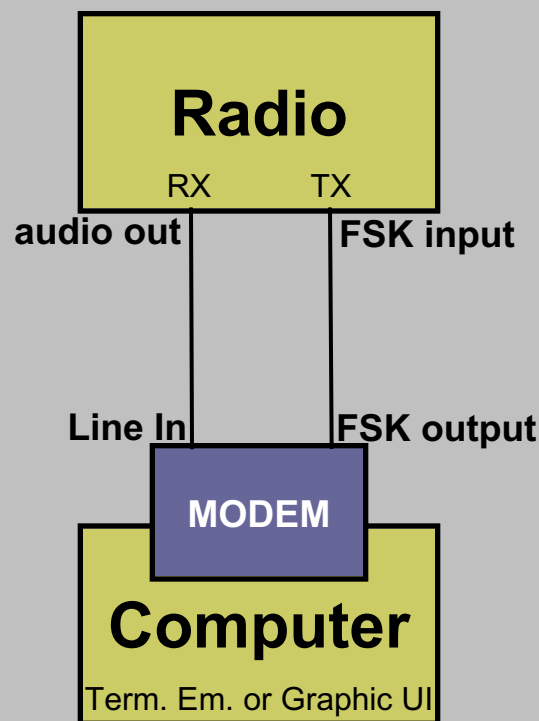 Radio
RX TX
audio out FSK input
Line In FSK output
MODEM
Computer
Term. Em. or Graphic UI